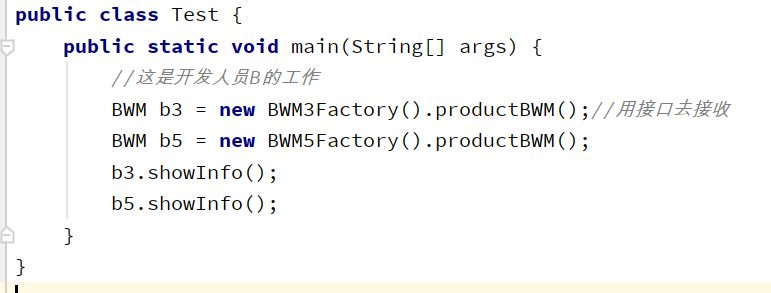 public class Test {
public static void main(String[] args) {
//这是开发人员B的工作
BWM b3 = new BWM3Factory().productBWM();//用接口去接收
BWM b5 = new BWM5Factory().productBWM();
b3.showInfo();
b5.showInfo();
}
}